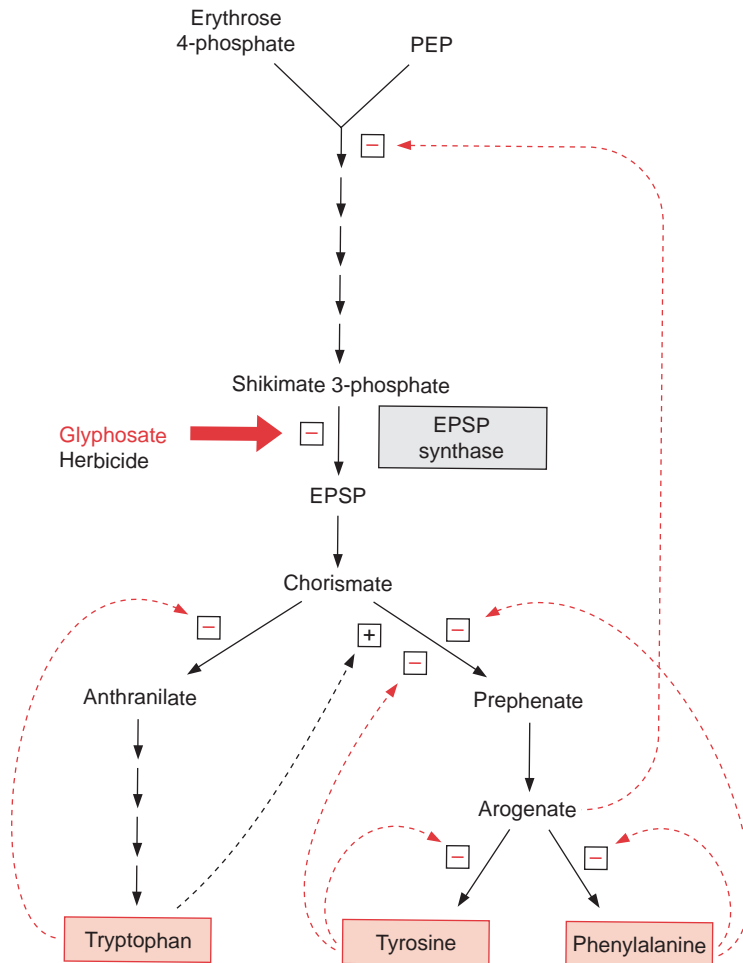 Erythrose
4-phosphate
PEP
−
Shikimate 3-phosphate
Glyphosate
Herbicide
−
EPSP
synthase
EPSP
Chorismate
−
+
−
−
Anthranilate
Prephenate
Arogenate
−
−
Tryptophan
Tyrosine
Phenylalanine